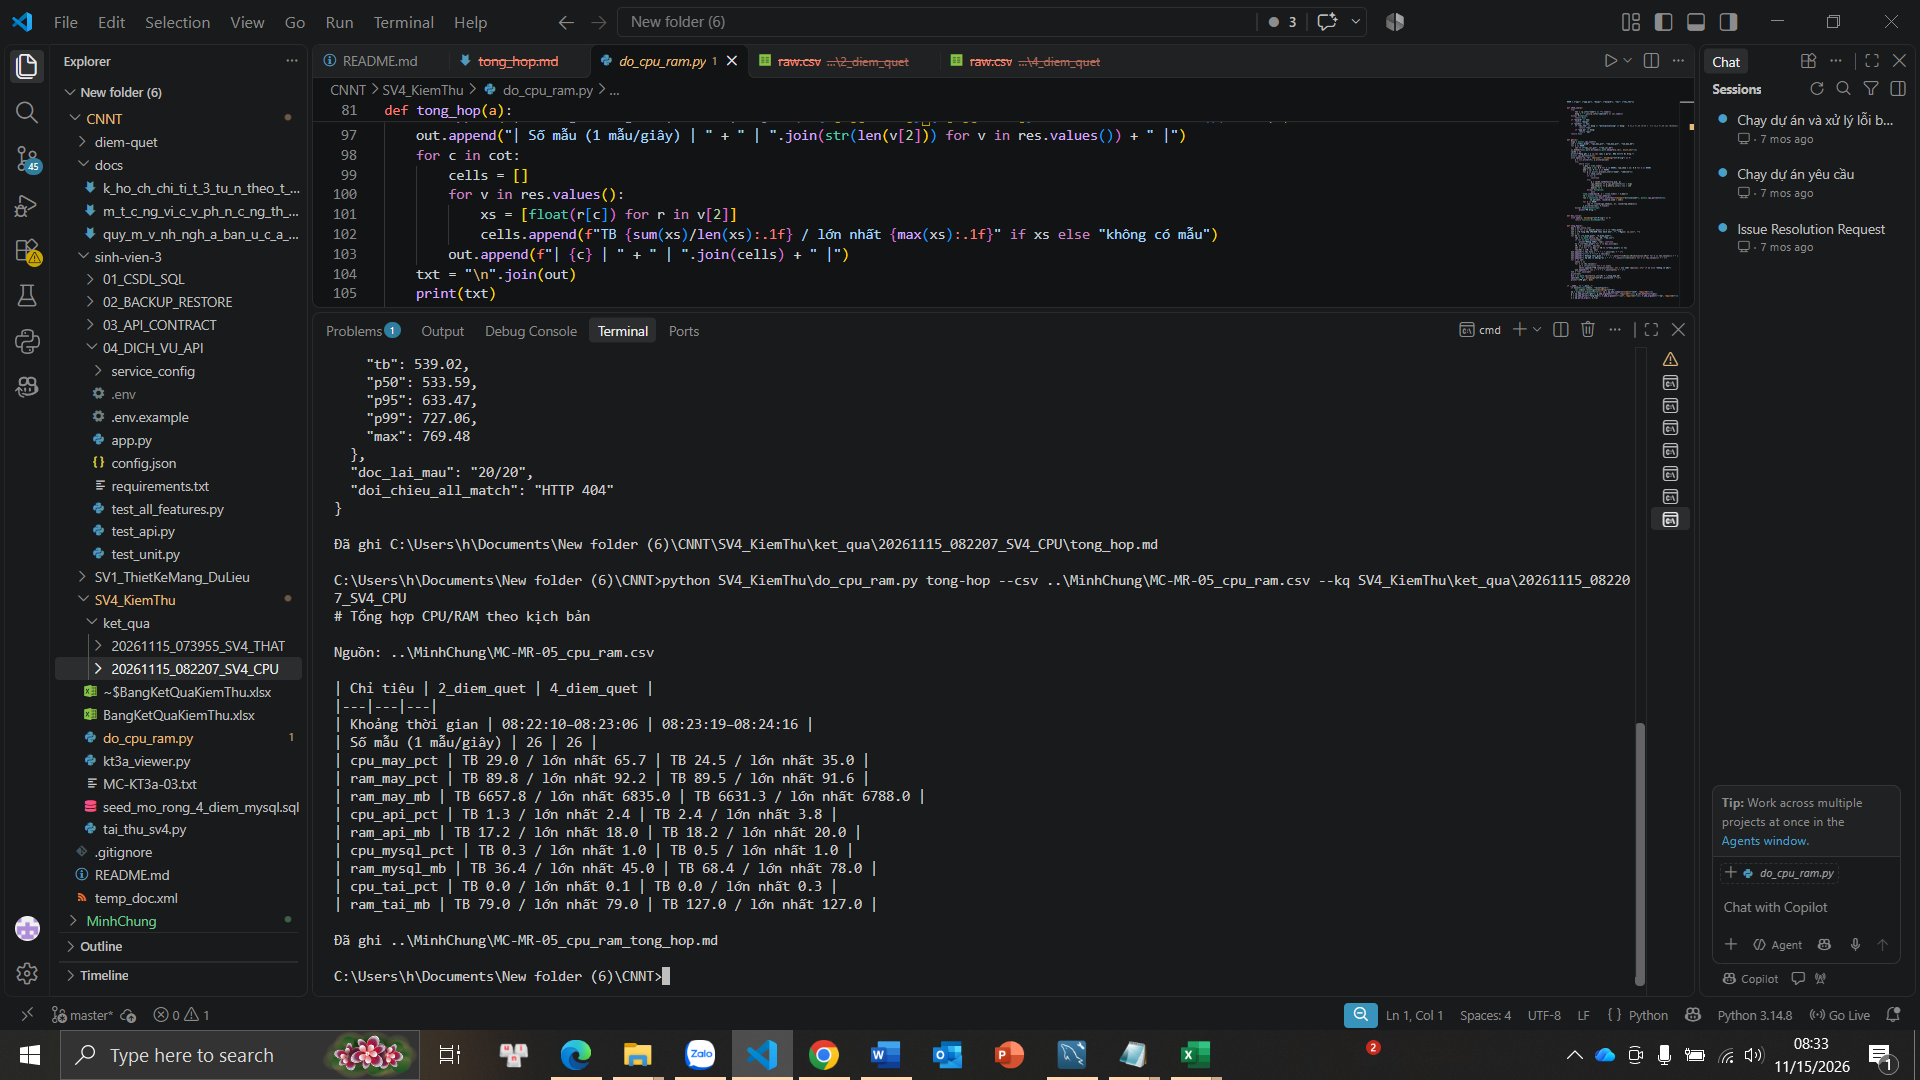 File Edit Selection View Go Run Terminal Help
New folder (6)
3
Explorer
New folder (6)
CNNT
diem-quet
docs
k_ho_ch_chi_ti_t_3_tu_n_theo_t_...
m_t_c_ng_vi_c_v_ph_n_c_ng_th_...
quy_m_v_nh_ngh_a_ban_u_c_a_...
sinh-vien-3
01_CSDL_SQL
02_BACKUP_RESTORE
03_API_CONTRACT
04_DICH_VU_API
service_config
.env
.env.example
app.py
config.json
requirements.txt
test_all_features.py
test_api.py
test_unit.py
SV1_ThietKeMang_DuLieu
SV4_KiemThu
ket_qua
20261115_073955_SV4_THAT
20261115_082207_SV4_CPU
~$BangKetQuaKiemThu.xlsx
BangKetQuaKiemThu.xlsx
do_cpu_ram.py 1
kt3a_viewer.py
MC-KT3a-03.txt
seed_mo_rong_4_diem_mysql.sql
tai_thu_sv4.py
.gitignore
README.md
temp_doc.xml
MinhChung
Outline
Timeline
45
README.md tong_hop.md do_cpu_ram.py 1 raw.csv ...\2_diem_quet raw.csv ...\4_diem_quet
CNNT > SV4_KiemThu > do_cpu_ram.py > ...
81 def tong_hop(a):
97 out.append("| Số mẫu (1 mẫu/giây) | " + " | ".join(str(len(v[2])) for v in res.values()) + " |")
98 for c in cot:
99 cells = []
100 for v in res.values():
101 xs = [float(r[c]) for r in v[2]]
102 cells.append(f"TB {sum(xs)/len(xs):.1f} / lớn nhất {max(xs):.1f}" if xs else "không có mẫu")
103 out.append(f"| {c} | " + " | ".join(cells) + " |")
104 txt = "\n".join(out)
105 print(txt)
Problems 1 Output Debug Console Terminal Ports
cmd
"tb": 539.02,
"p50": 533.59,
"p95": 633.47,
"p99": 727.06,
"max": 769.48
},
"doc_lai_mau": "20/20",
"doi_chieu_all_match": "HTTP 404"
}
Đã ghi C:\Users\h\Documents\New folder (6)\CNNT\SV4_KiemThu\ket_qua\20261115_082207_SV4_CPU\tong_hop.md
C:\Users\h\Documents\New folder (6)\CNNT>python SV4_KiemThu\do_cpu_ram.py tong-hop --csv ..\MinhChung\MC-MR-05_cpu_ram.csv --kq SV4_KiemThu\ket_qua\20261115_08220
7_SV4_CPU
# Tổng hợp CPU/RAM theo kịch bản
Nguồn: ..\MinhChung\MC-MR-05_cpu_ram.csv
| Chỉ tiêu | 2_diem_quet | 4_diem_quet |
|---|---|---|
| Khoảng thời gian | 08:22:10–08:23:06 | 08:23:19–08:24:16 |
| Số mẫu (1 mẫu/giây) | 26 | 26 |
| cpu_may_pct | TB 29.0 / lớn nhất 65.7 | TB 24.5 / lớn nhất 35.0 |
| ram_may_pct | TB 89.8 / lớn nhất 92.2 | TB 89.5 / lớn nhất 91.6 |
| ram_may_mb | TB 6657.8 / lớn nhất 6835.0 | TB 6631.3 / lớn nhất 6788.0 |
| cpu_api_pct | TB 1.3 / lớn nhất 2.4 | TB 2.4 / lớn nhất 3.8 |
| ram_api_mb | TB 17.2 / lớn nhất 18.0 | TB 18.2 / lớn nhất 20.0 |
| cpu_mysql_pct | TB 0.3 / lớn nhất 1.0 | TB 0.5 / lớn nhất 1.0 |
| ram_mysql_mb | TB 36.4 / lớn nhất 45.0 | TB 68.4 / lớn nhất 78.0 |
| cpu_tai_pct | TB 0.0 / lớn nhất 0.1 | TB 0.0 / lớn nhất 0.3 |
| ram_tai_mb | TB 79.0 / lớn nhất 79.0 | TB 127.0 / lớn nhất 127.0 |
Đã ghi ..\MinhChung\MC-MR-05_cpu_ram_tong_hop.md
C:\Users\h\Documents\New folder (6)\CNNT>
Chat
Sessions
Chạy dự án và xử lý lỗi b...
7 mos ago
Chạy dự án yêu cầu
7 mos ago
Issue Resolution Request
7 mos ago
Tip: Work across multiple
projects at once in the
Agents window.
do_cpu_ram.py
Chat with Copilot
Agent
Copilot
master* 0 1
Ln 1, Col 1 Spaces: 4 UTF-8 LF { } Python Python 3.14.8 Go Live
Type here to search
Zalo
2
08:33
11/15/2026
1